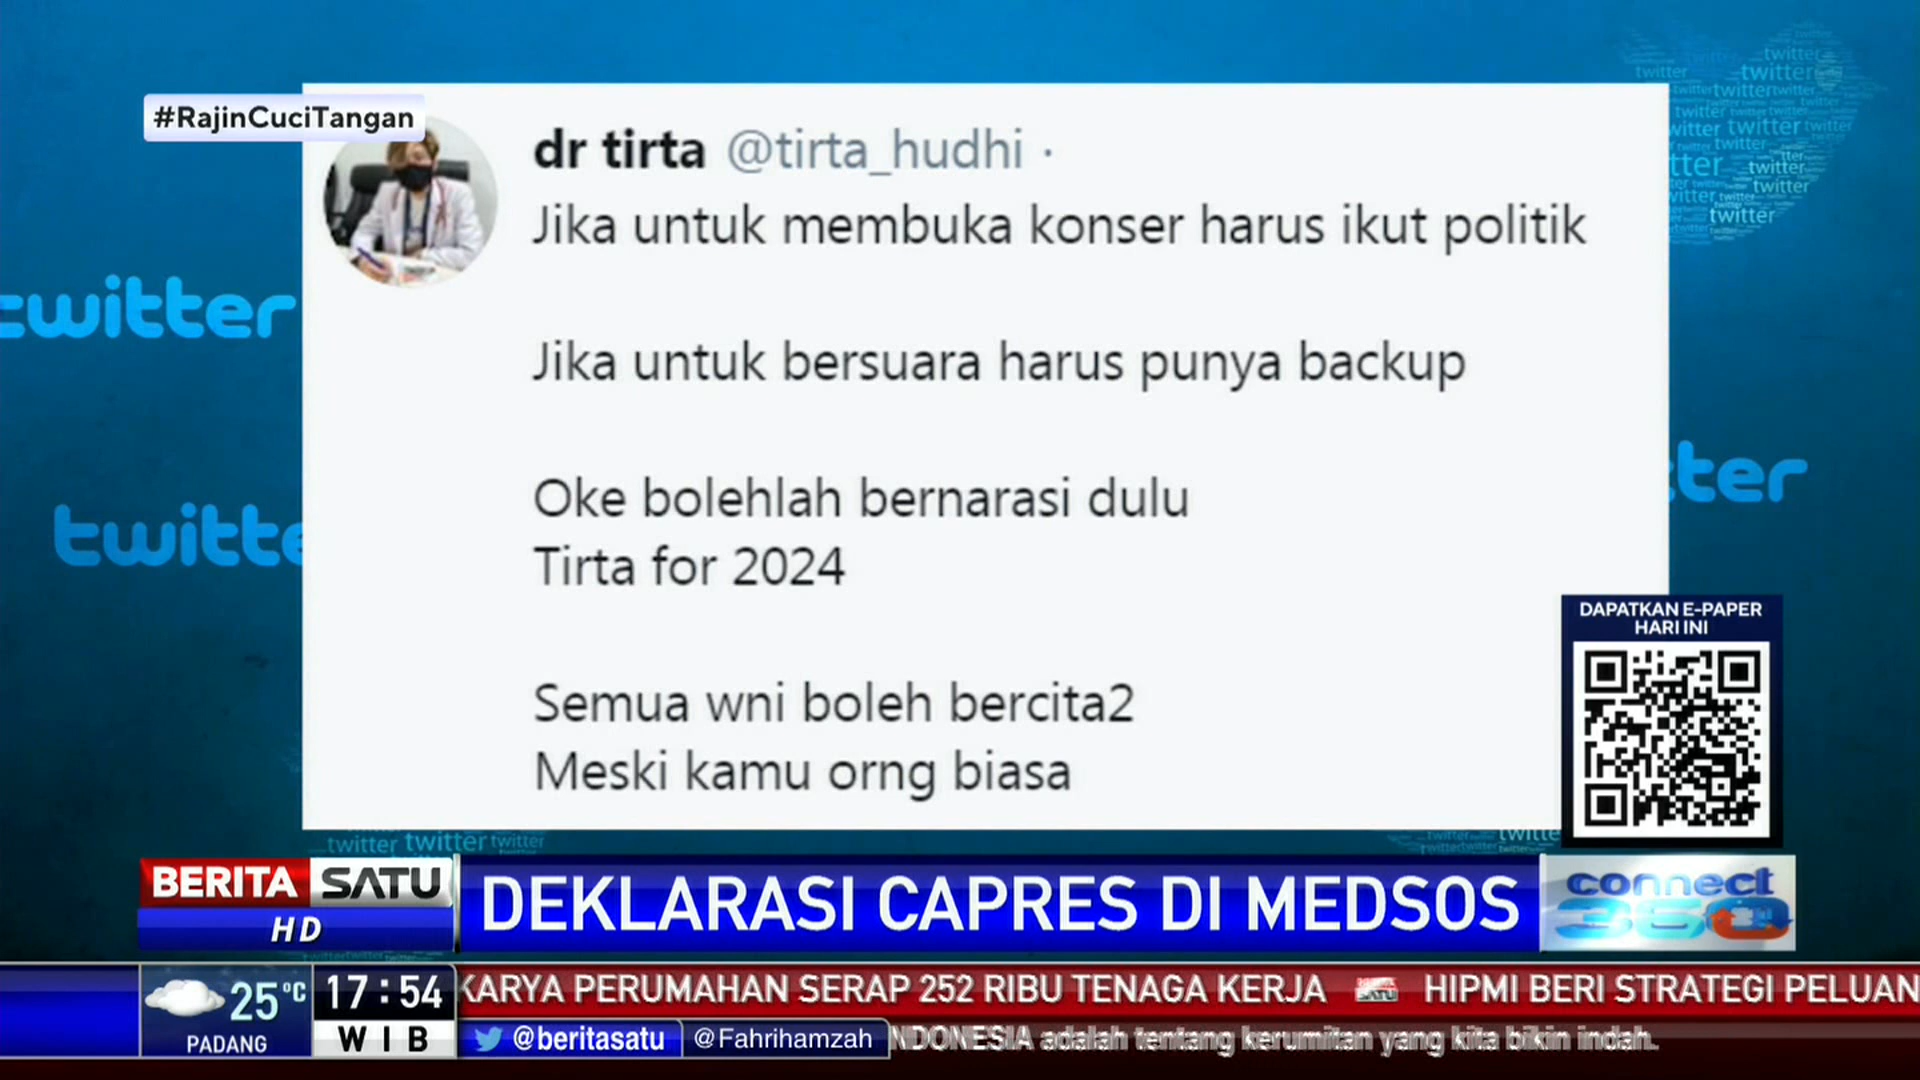 #RajinCuciTangan
dr tirta @tirta_hudhi ·
Jika untuk membuka konser harus ikut politik
Jika untuk bersuara harus punya backup
Oke bolehlah bernarasi dulu
Tirta for 2024
Semua wni boleh bercita2
Meski kamu orng biasa
twitter
twitter
DAPATKAN E-PAPER
HARI INI
BERITA SATU
HD
DEKLARASI CAPRES DI MEDSOS
connect
360
25°C
PADANG
17:54
WIB
KARYA PERUMAHAN SERAP 252 RIBU TENAGA KERJA HIPMI BERI STRATEGI PELUAN
@beritasatu @Fahrihamzah NDONESIA adalah tentang kerumitan yang kita bikin indah.